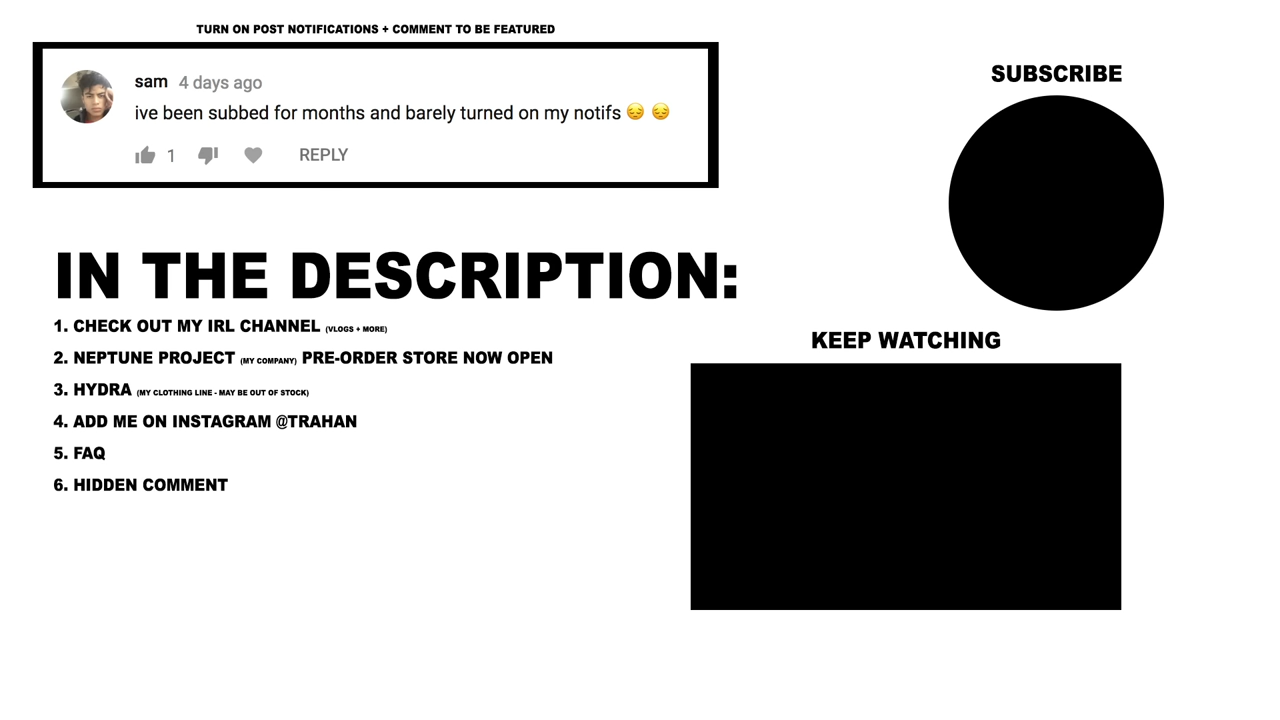 TURN ON POST NOTIFICATIONS + COMMENT TO BE FEATURED
sam 4 days ago
ive been subbed for months and barely turned on my notifs 😔 😔
1 REPLY
SUBSCRIBE
IN THE DESCRIPTION:
1. CHECK OUT MY IRL CHANNEL (VLOGS + MORE)
2. NEPTUNE PROJECT (MY COMPANY) PRE-ORDER STORE NOW OPEN
3. HYDRA (MY CLOTHING LINE - MAY BE OUT OF STOCK)
4. ADD ME ON INSTAGRAM @TRAHAN
5. FAQ
6. HIDDEN COMMENT
KEEP WATCHING